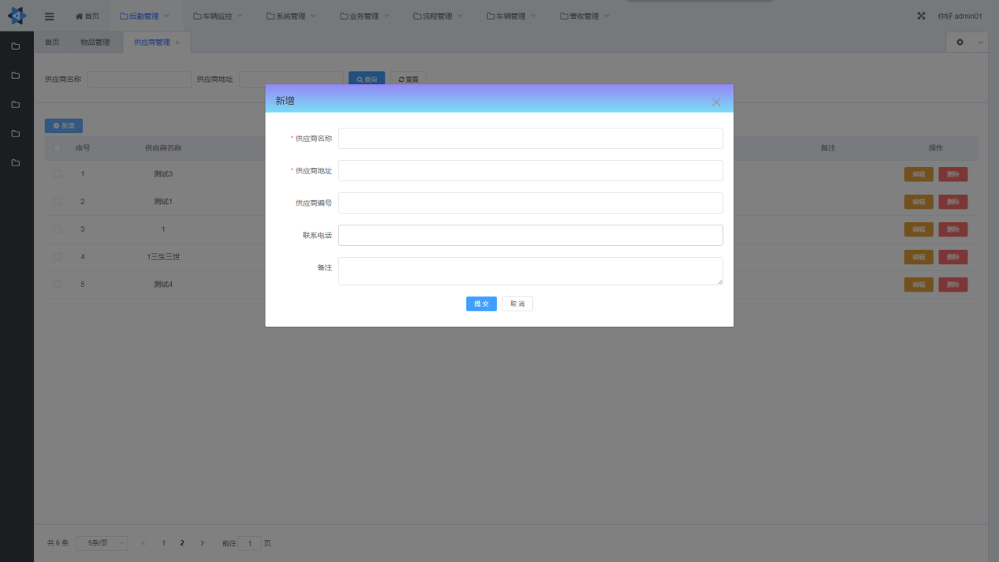 首页 后勤管理 车辆监控 系统管理 业务管理 流程管理 车辆管理 营收管理 你好 admin01
首页 物品管理 供应商管理 ×
供应商名称 供应商地址 查询 重置
新增
* 供应商名称
* 供应商地址
供应商编号
联系电话
备注
提交 取消
新增
序号 供应商名称 备注 操作
1 测试3 编辑 删除
2 测试1 编辑 删除
3 1 编辑 删除
4 1三生三世 编辑 删除
5 测试4 编辑 删除
共 6 条 5条/页 1 2 前往 1 页